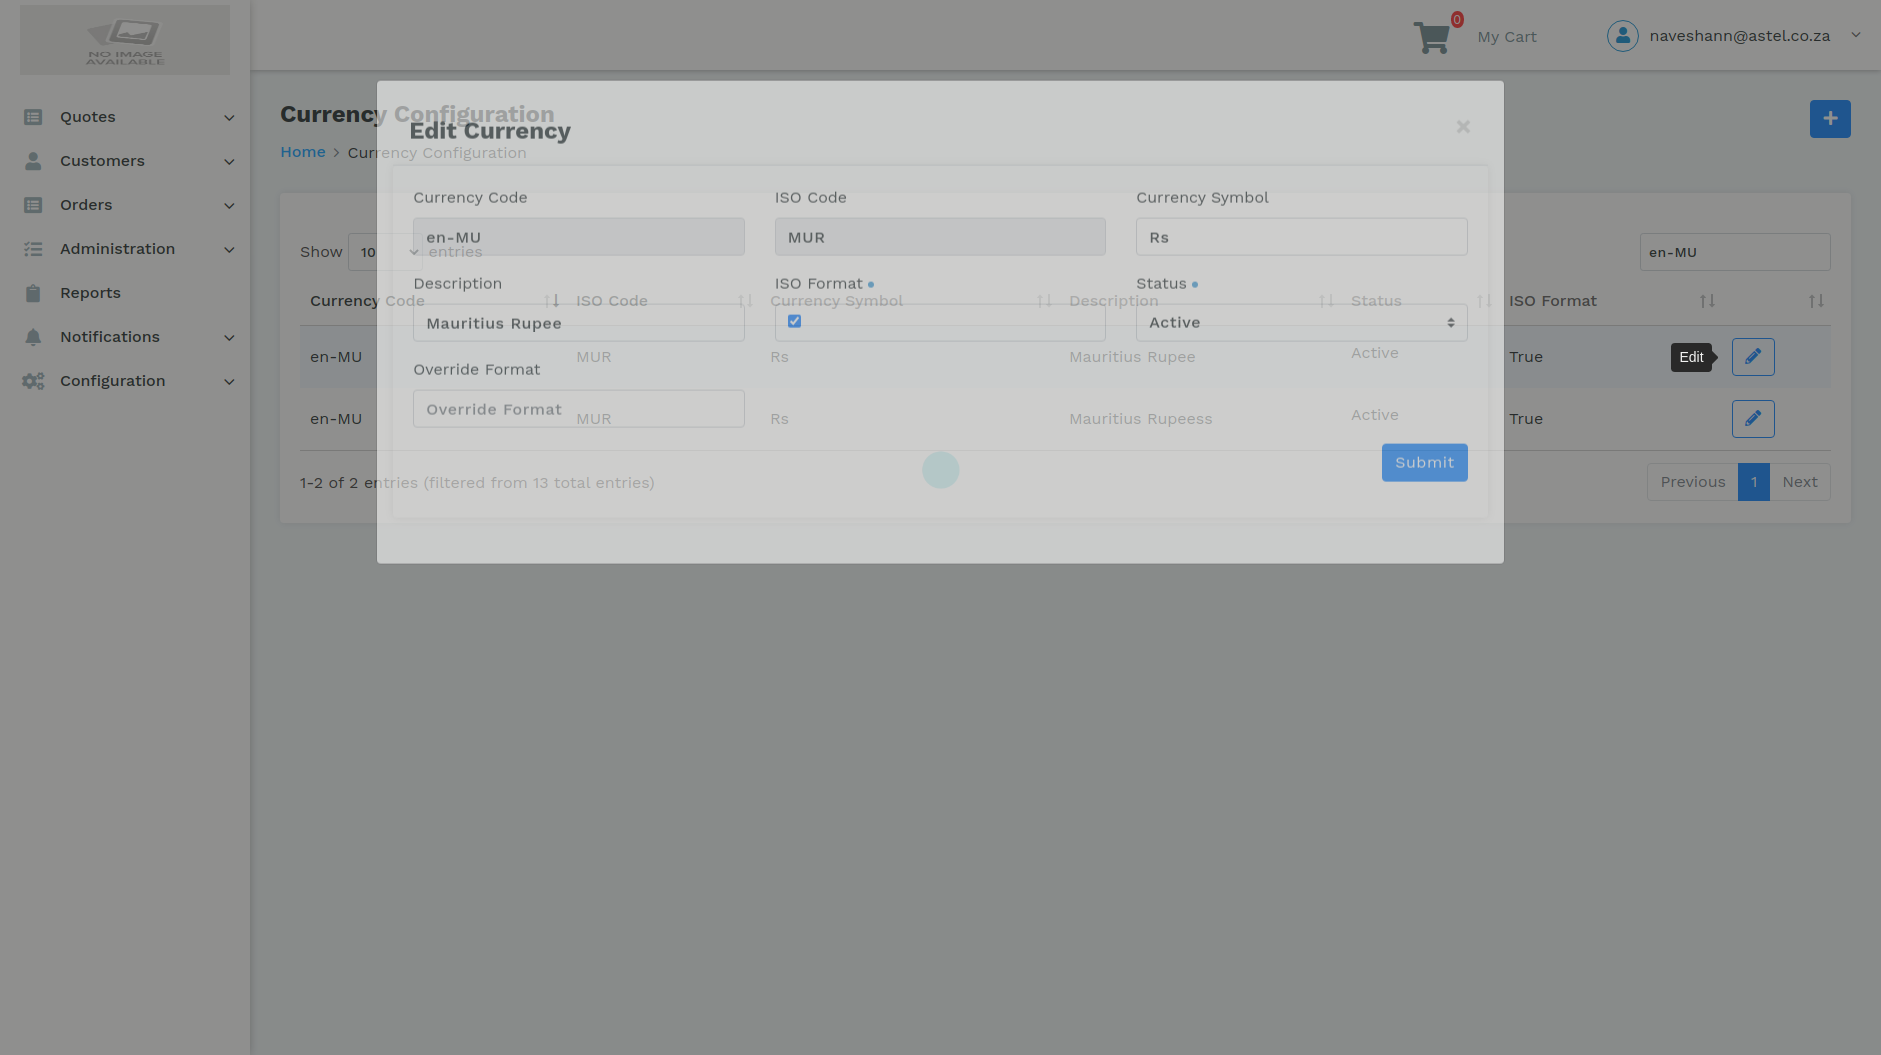 NO IMAGE
AVAILABLE
0
My Cart
naveshann@astel.co.za
Quotes
Customers
Orders
Administration
Reports
Notifications
Configuration
Currency Configuration
Home > Currency Configuration
+
Edit Currency
×
Currency Code
ISO Code
Currency Symbol
en-MU
MUR
Rs
Description
ISO Format
Status
Mauritius Rupee
Active
Override Format
Override Format
Submit
Show 10 entries
en-MU
Currency Code ISO Code Currency Symbol Description Status ISO Format
en-MU MUR Rs Mauritius Rupee Active True
Edit
en-MU MUR Rs Mauritius Rupeess Active True
1-2 of 2 entries (filtered from 13 total entries)
Previous 1 Next